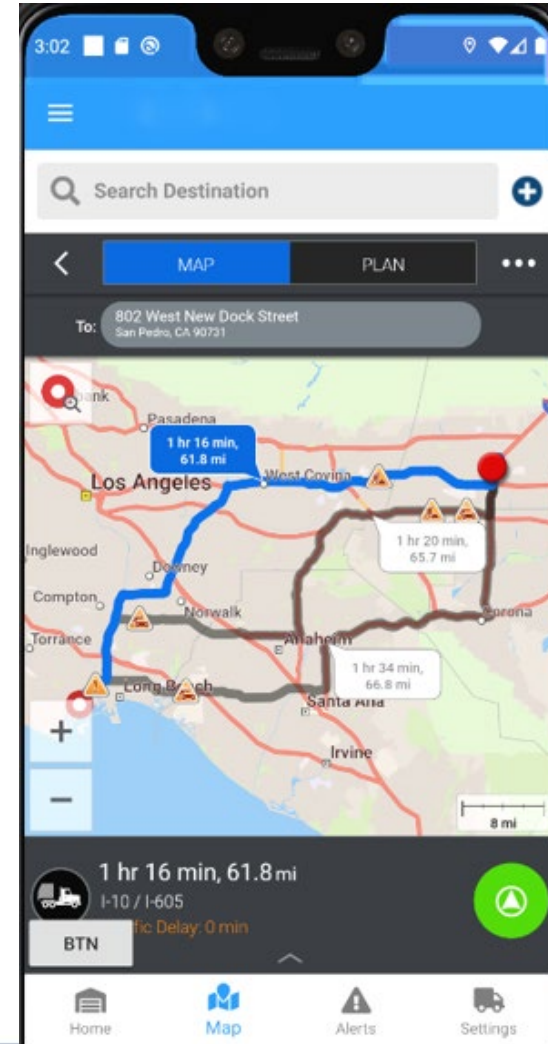 3:02
Search Destination
MAP
PLAN
To:
802 West New Dock Street
San Pedro, CA 90731
bank
Pasadena
1 hr 16 min,
61.8 mi
West Covina
Los Angeles
1 hr 20 min,
65.7 mi
Inglewood
Downey
Compton
Norwalk
Corona
Torrance
Anaheim
1 hr 34 min,
66.8 mi
Long Beach
Santa Ana
Irvine
+
−
8 mi
1 hr 16 min, 61.8 mi
I-10 / I-605
fic Delay: 0 min
BTN
Home
Map
Alerts
Settings